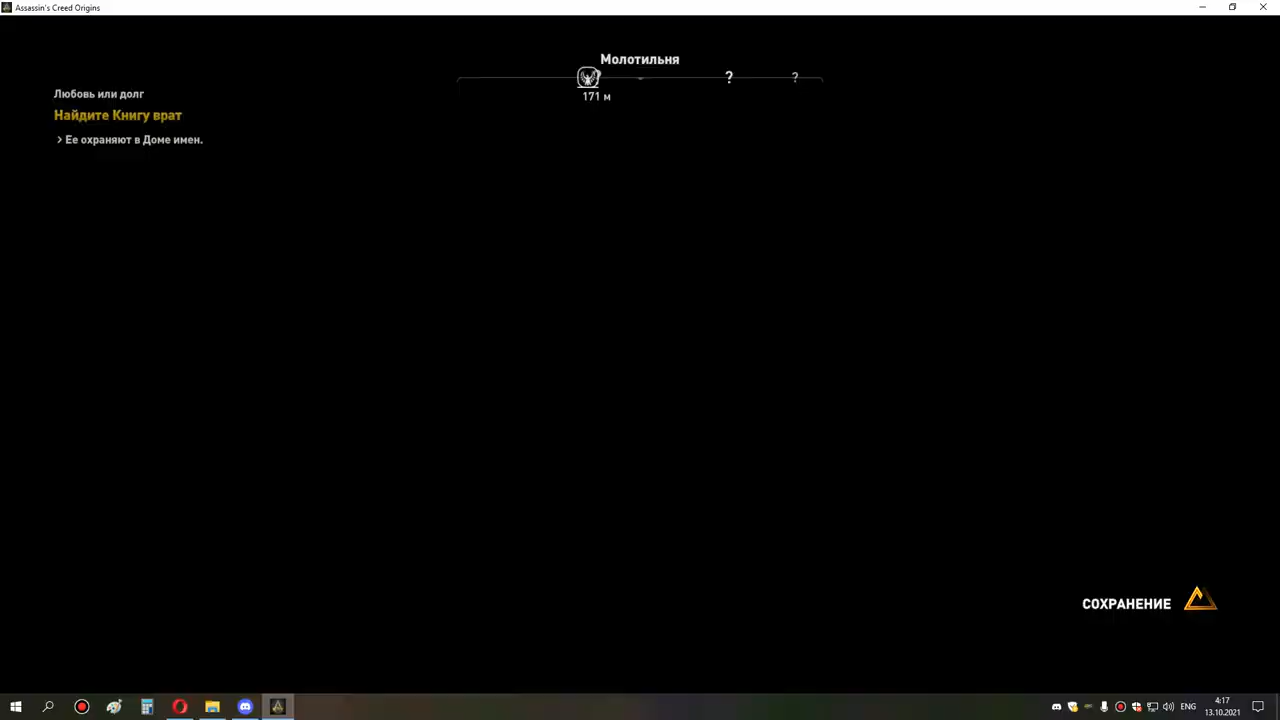 Assassin's Creed Origins
Молотильня
?
?
171 м
Любовь или долг
Найдите Книгу врат
> Ее охраняют в Доме имен.
СОХРАНЕНИЕ
ENG
4:17
13.10.2021